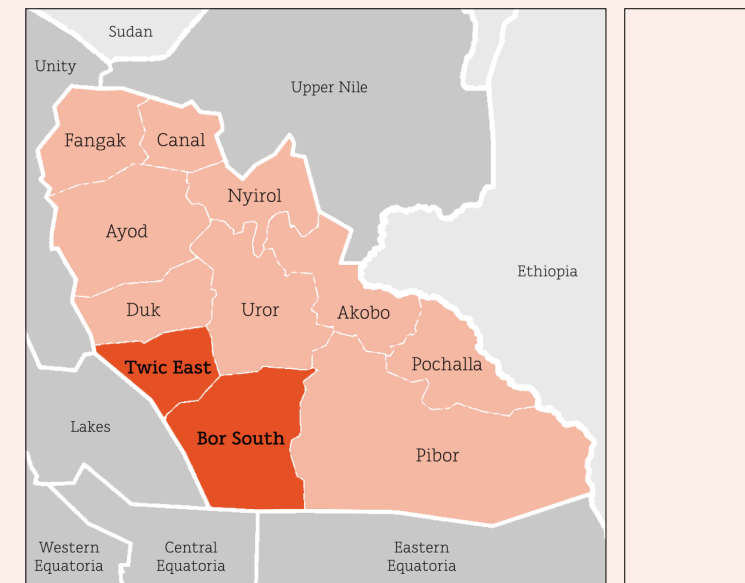 Sudan
Unity
Upper Nile
Fangak
Canal
Nyirol
Ayod
Ethiopia
Duk
Uror
Akobo
Twic East
Pochalla
Lakes
Bor South
Pibor
Western
Equatoria
Central
Equatoria
Eastern
Equatoria